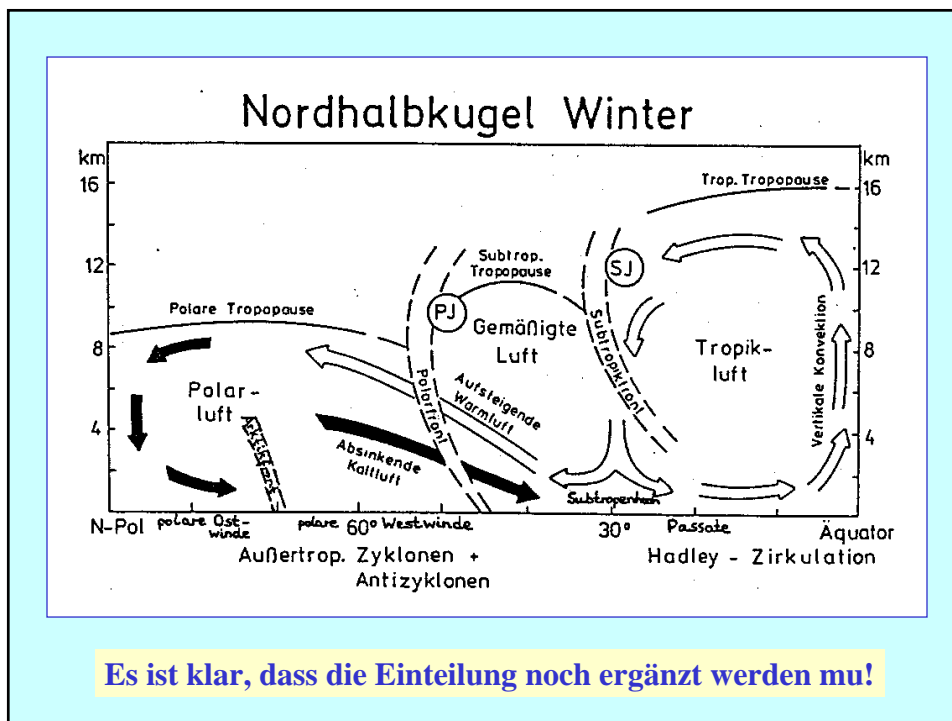 Nordhalbkugel Winter
km
km
16
16
12
12
8
8
4
4
Trop. Tropopause
Subtrop.
Tropopause
Polare Tropopause
SJ
PJ
Gemäßigte
Luft
Tropik-
luft
Polar-
luft
Polarfront
Subtropikfront
Arktikfront
Aufsteigende
Warmluft
Absinkende
Kaltluft
Vertikale Konvektion
Subtropenhoch
N-Pol
polare Ost-
winde
polare
60° Westwinde
30°
Passate
Äquator
Außertrop. Zyklonen +
Antizyklonen
Hadley - Zirkulation
Es ist klar, dass die Einteilung noch ergänzt werden mu!